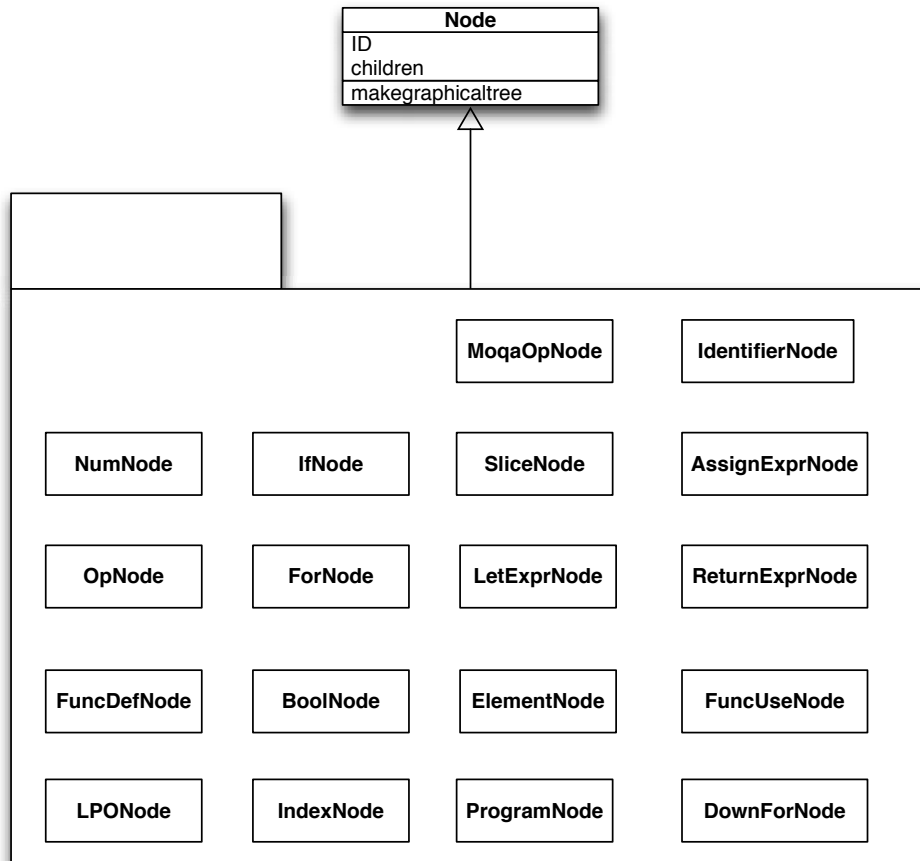 Node
ID
children
makegraphicaltree
MoqaOpNode IdentifierNode
NumNode IfNode SliceNode AssignExprNode
OpNode ForNode LetExprNode ReturnExprNode
FuncDefNode BoolNode ElementNode FuncUseNode
LPONode IndexNode ProgramNode DownForNode